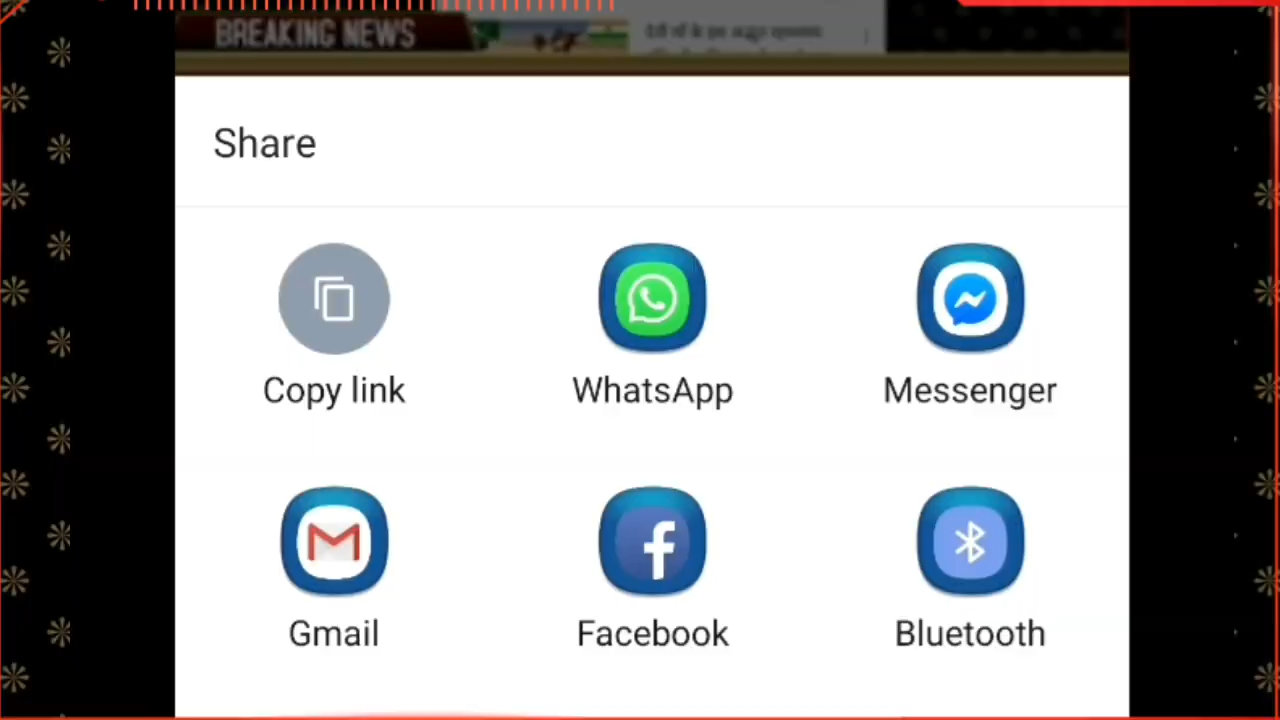 BREAKING NEWS
Share
Copy link
WhatsApp
Messenger
Gmail
Facebook
Bluetooth